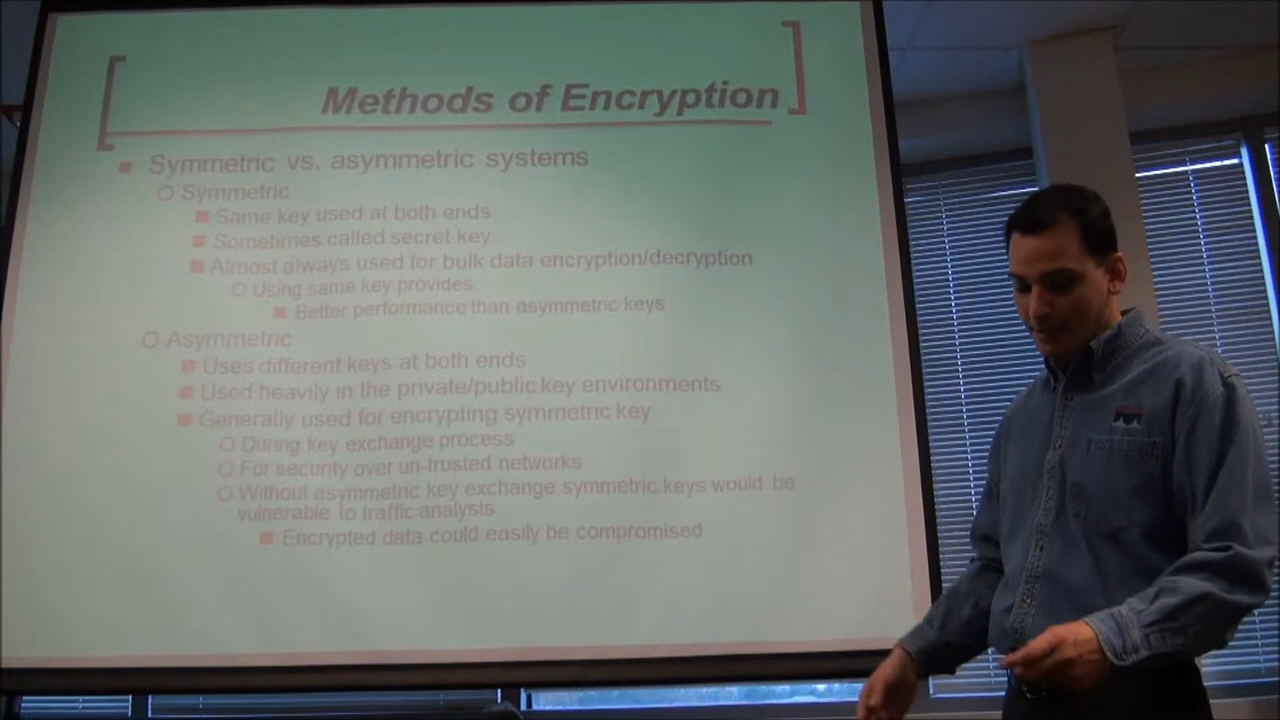 Methods of Encryption
Symmetric vs. asymmetric systems
Symmetric
Same key used at both ends
Sometimes called secret key
Almost always used for bulk data encryption/decryption
Using same key provides
Better performance than asymmetric keys
Asymmetric
Uses different keys at both ends
Used heavily in the private/public key environments
Generally used for encrypting symmetric key
During key exchange process
For security over un-trusted networks
Without asymmetric key exchange symmetric keys would be
vulnerable to traffic analysis
Encrypted data could easily be compromised